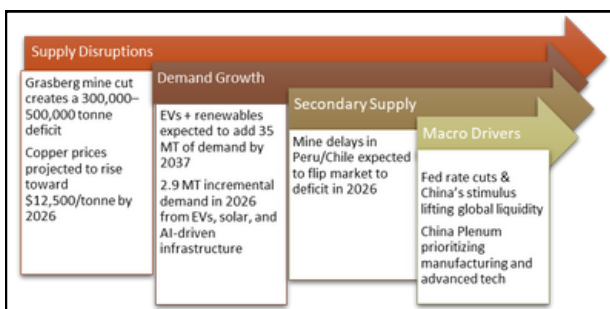 Supply Disruptions
Grasberg mine cut
creates a 300,000–
500,000 tonne
deficit
Copper prices
projected to rise
toward
$12,500/tonne by
2026
Demand Growth
EVs + renewables
expected to add 35
MT of demand by
2037
2.9 MT incremental
demand in 2026
from EVs, solar, and
AI-driven
infrastructure
Secondary Supply
Mine delays in
Peru/Chile expected
to flip market to
deficit in 2026
Macro Drivers
Fed rate cuts &
China's stimulus
lifting global liquidity
China Plenum
prioritizing
manufacturing and
advanced tech